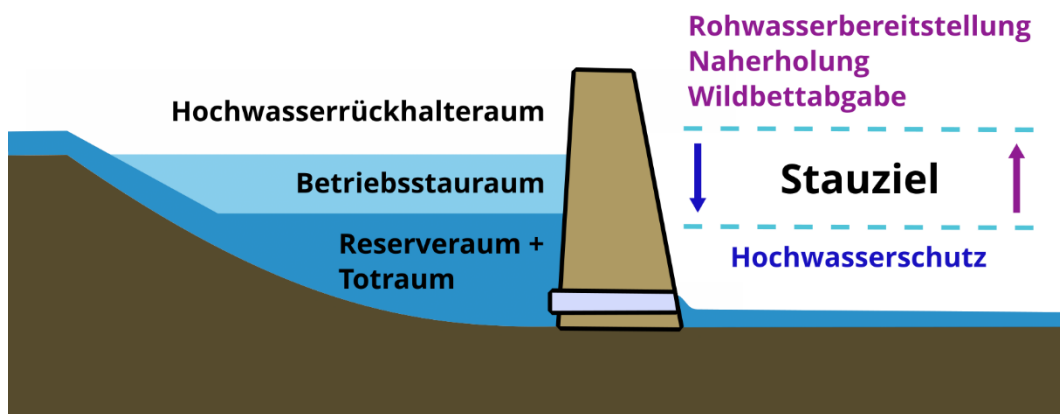 Rohwasserbereitstellung
Naherholung
Wildbettabgabe
Hochwasserrückhalteraum
Betriebsstauraum
Stauziel
Reserveraum +
Totraum
Hochwasserschutz